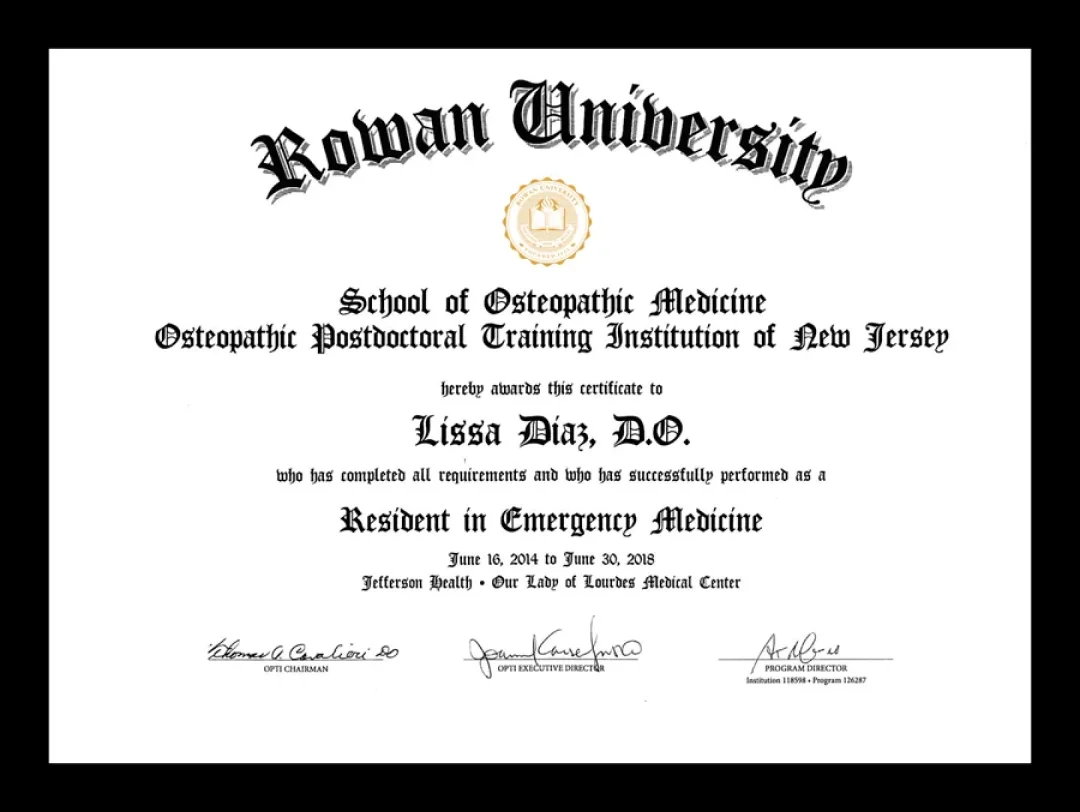 Rowan University
ROWAN UNIVERSITY
School of Osteopathic Medicine
Osteopathic Postdoctoral Training Institution of New Jersey
hereby awards this certificate to
Lissa Diaz, D.O.
who has completed all requirements and who has successfully performed as a
Resident in Emergency Medicine
June 16, 2014 to June 30, 2018
Jefferson Health • Our Lady of Lourdes Medical Center
Thomas A. Cavalieri DO
OPTI CHAIRMAN
OPTI EXECUTIVE DIRECTOR
PROGRAM DIRECTOR
Institution 118598 • Program 126287